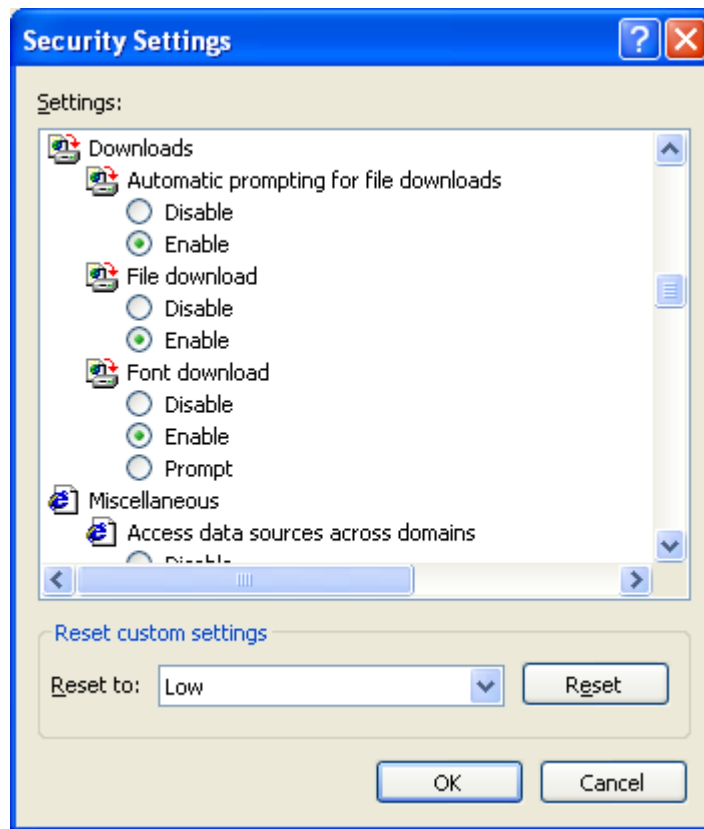 Security Settings
Settings:
Downloads
Automatic prompting for file downloads
Disable
Enable
File download
Disable
Enable
Font download
Disable
Enable
Prompt
Miscellaneous
Access data sources across domains
Disable
Reset custom settings
Reset to: Low Reset
OK Cancel